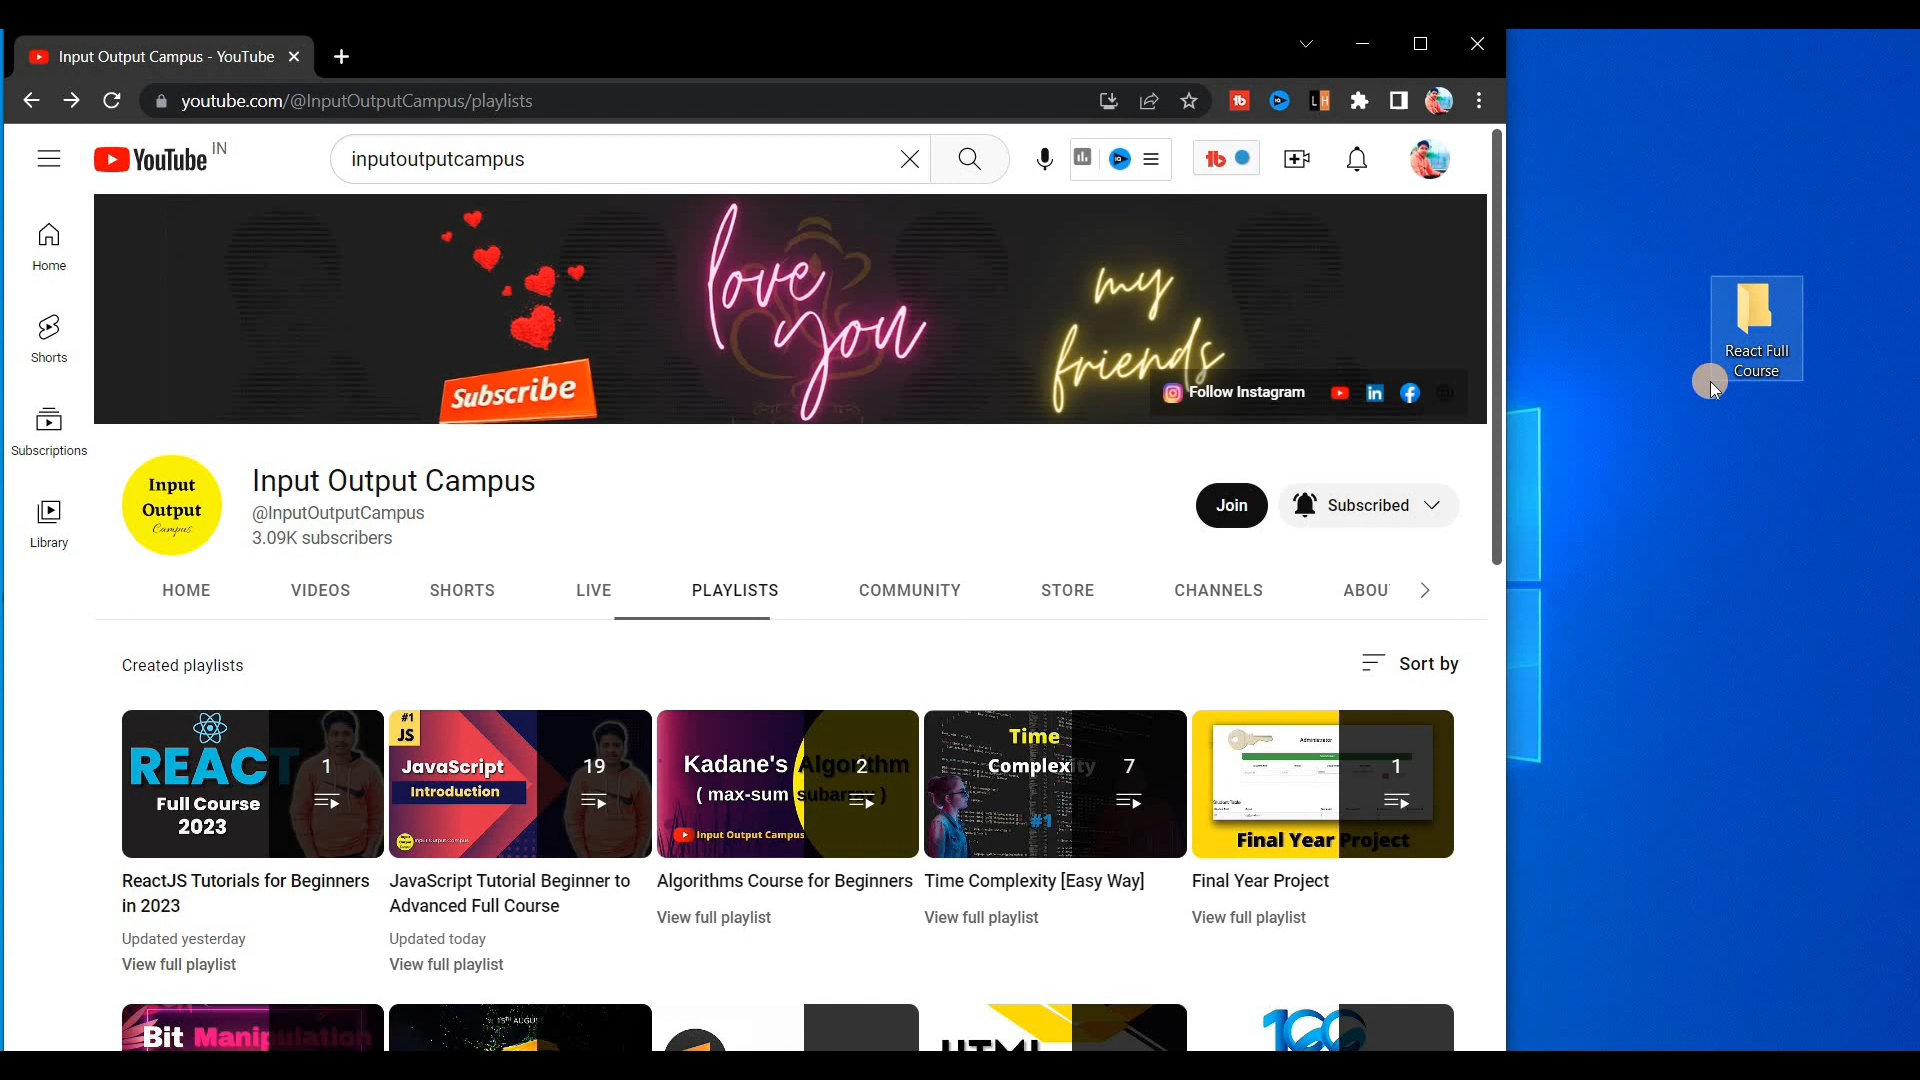 Input Output Campus - YouTube
youtube.com/@InputOutputCampus/playlists
YouTube IN
inputoutputcampus
Home
Shorts
Subscriptions
Library
love you
my friends
Subscribe
Follow Instagram
React Full
Course
Input
Output
Campus
Input Output Campus
@InputOutputCampus
3.09K subscribers
Join
Subscribed
HOME VIDEOS SHORTS LIVE PLAYLISTS COMMUNITY STORE CHANNELS ABOU
Created playlists
Sort by
REACT
Full Course
2023
1
#1
JS
JavaScript
Introduction
19
Kadane's Algorithm
( max-sum subarray )
Input Output Campus
2
Time
Complexity
#1
7
Administrator
Final Year Project
1
ReactJS Tutorials for Beginners
in 2023
Updated yesterday
View full playlist
JavaScript Tutorial Beginner to
Advanced Full Course
Updated today
View full playlist
Algorithms Course for Beginners
View full playlist
Time Complexity [Easy Way]
View full playlist
Final Year Project
View full playlist
Bit Manipulation
15TH AUGUST
HTML
100